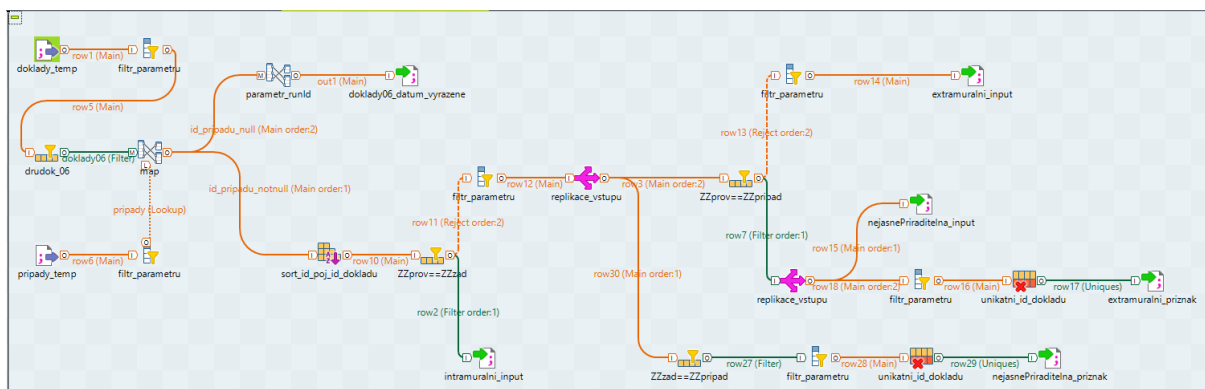 row1 (Main)
row14 (Main)
doklady_temp
filtr_parametru
parametr_runId
out1 (Main)
doklady06_datum_vyrazene
filtr_parametru
extramuralni_input
row5 (Main)
id_pripadu_null (Main order:2)
row13 (Reject order:2)
doklady06 (Filter)
drudok_06
map
id_pripadu_notnull (Main order:1)
row12 (Main)
row3 (Main order:2)
filtr_parametru
replikace_vstupu
ZZprov==ZZpripad
pripady (Lookup)
row11 (Reject order:2)
nejasnePriraditelna_input
row7 (Filter order:1)
row15 (Main order:1)
row6 (Main)
row10 (Main)
pripady_temp
filtr_parametru
sort_id_poj_id_dokladu
ZZprov==ZZzad
row30 (Main order:1)
row18 (Main order:2)
row16 (Main)
row17 (Uniques)
replikace_vstupu
filtr_parametru
unikatni_id_dokladu
extramuralni_priznak
row2 (Filter order:1)
row27 (Filter)
row28 (Main)
row29 (Uniques)
intramuralni_input
ZZzad==ZZpripad
filtr_parametru
unikatni_id_dokladu
nejasnePriraditelna_priznak